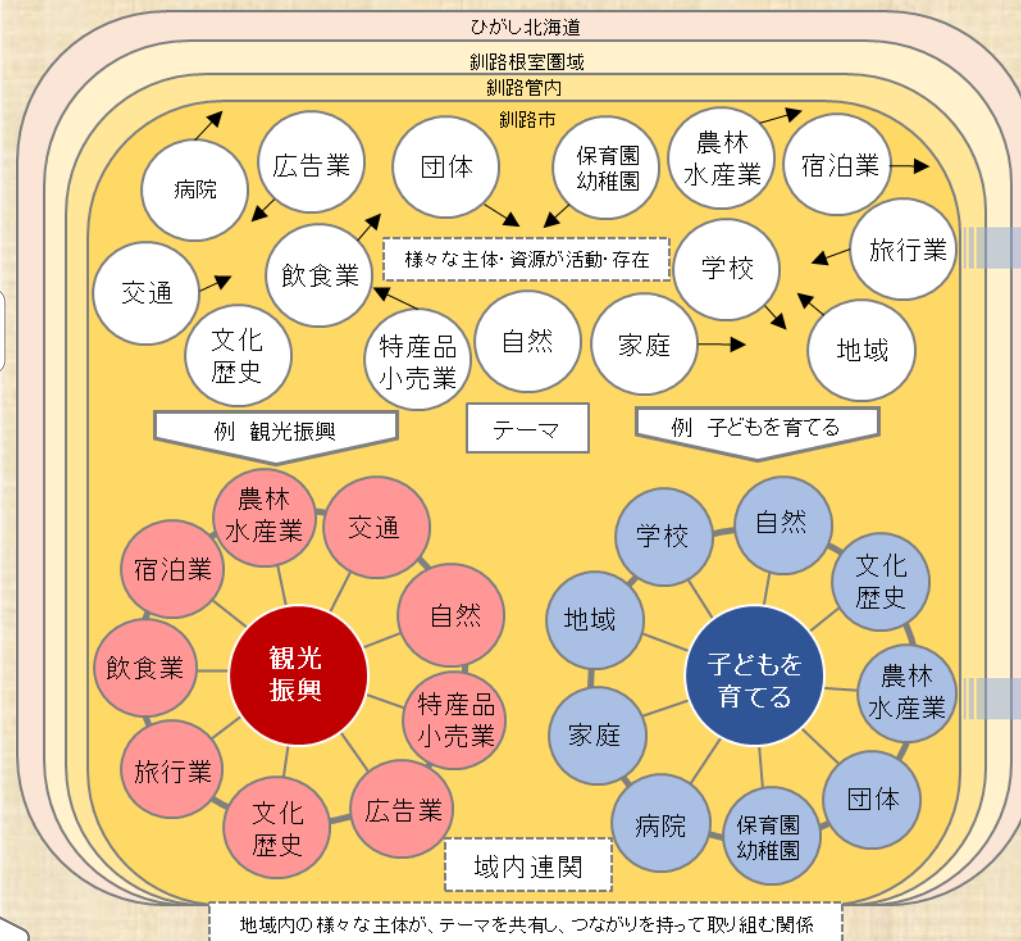 ひがし北海道
釧路根室圏域
釧路管内
釧路市
病院
広告業
団体
保育園
幼稚園
農林
水産業
宿泊業
交通
飲食業
様々な主体・資源が活動・存在
学校
旅行業
文化
歴史
特産品
小売業
自然
家庭
地域
例 観光振興
テーマ
例 子どもを育てる
農林
水産業
交通
宿泊業
自然
飲食業
観光
振興
特産品
小売業
旅行業
文化
歴史
広告業
学校
自然
文化
歴史
地域
子どもを
育てる
農林
水産業
家庭
団体
病院
保育園
幼稚園
域内連関
地域内の様々な主体が、テーマを共有し、つながりを持って取り組む関係